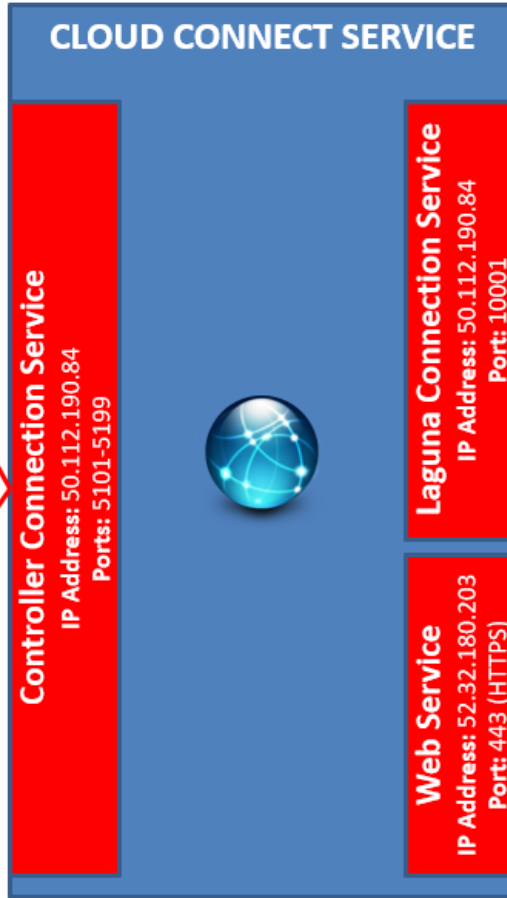 CLOUD CONNECT SERVICE
Controller Connection Service
IP Address: 50.112.190.84
Ports: 5101-5199
Laguna Connection Service
IP Address: 50.112.190.84
Port: 10001
Web Service
IP Address: 52.32.180.203
Port: 443 (HTTPS)